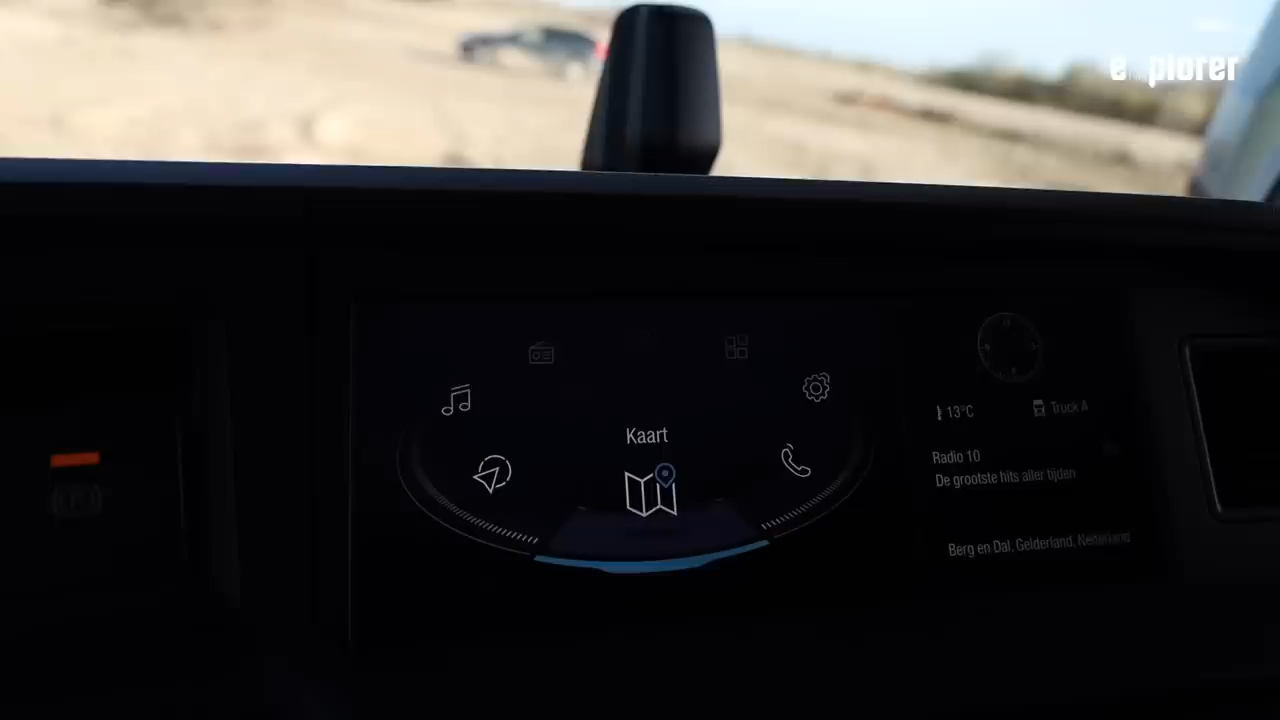 explorer
Kaart
13°C
Truck A
Radio 10
De grootste hits aller tijden
Berg en Dal, Gelderland, Nederland